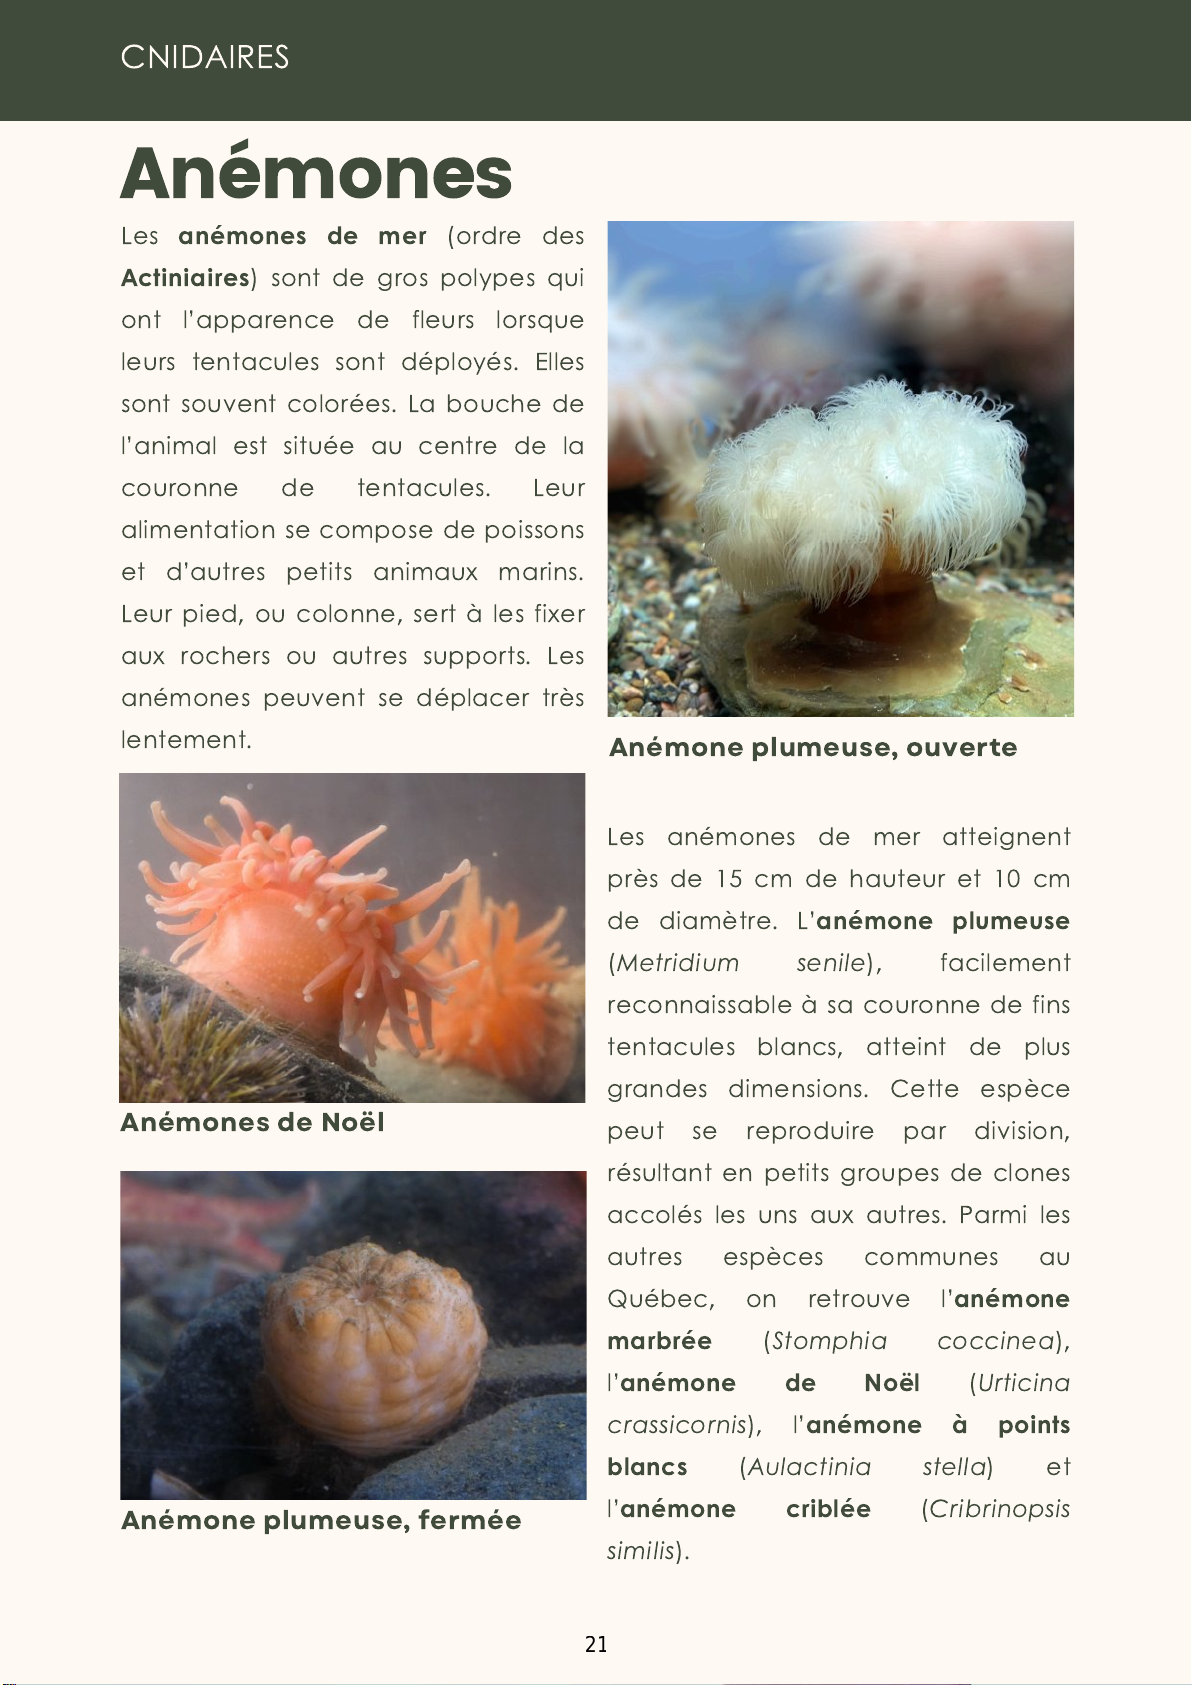 CNIDAIRES
Anémones
Les anémones de mer (ordre des
Actiniaires) sont de gros polypes qui
ont l'apparence de fleurs lorsque
leurs tentacules sont déployés. Elles
sont souvent colorées. La bouche de
l'animal est située au centre de la
couronne de tentacules. Leur
alimentation se compose de poissons
et d'autres petits animaux marins.
Leur pied, ou colonne, sert à les fixer
aux rochers ou autres supports. Les
anémones peuvent se déplacer très
lentement.
Anémones de Noël
Anémone plumeuse, fermée
Anémone plumeuse, ouverte
Les anémones de mer atteignent
près de 15 cm de hauteur et 10 cm
de diamètre. L'anémone plumeuse
(Metridium senile), facilement
reconnaissable à sa couronne de fins
tentacules blancs, atteint de plus
grandes dimensions. Cette espèce
peut se reproduire par division,
résultant en petits groupes de clones
accolés les uns aux autres. Parmi les
autres espèces communes au
Québec, on retrouve l'anémone
marbrée (Stomphia coccinea),
l'anémone de Noël (Urticina
crassicornis), l'anémone à points
blancs (Aulactinia stella) et
l'anémone criblée (Cribrinopsis
similis).
21